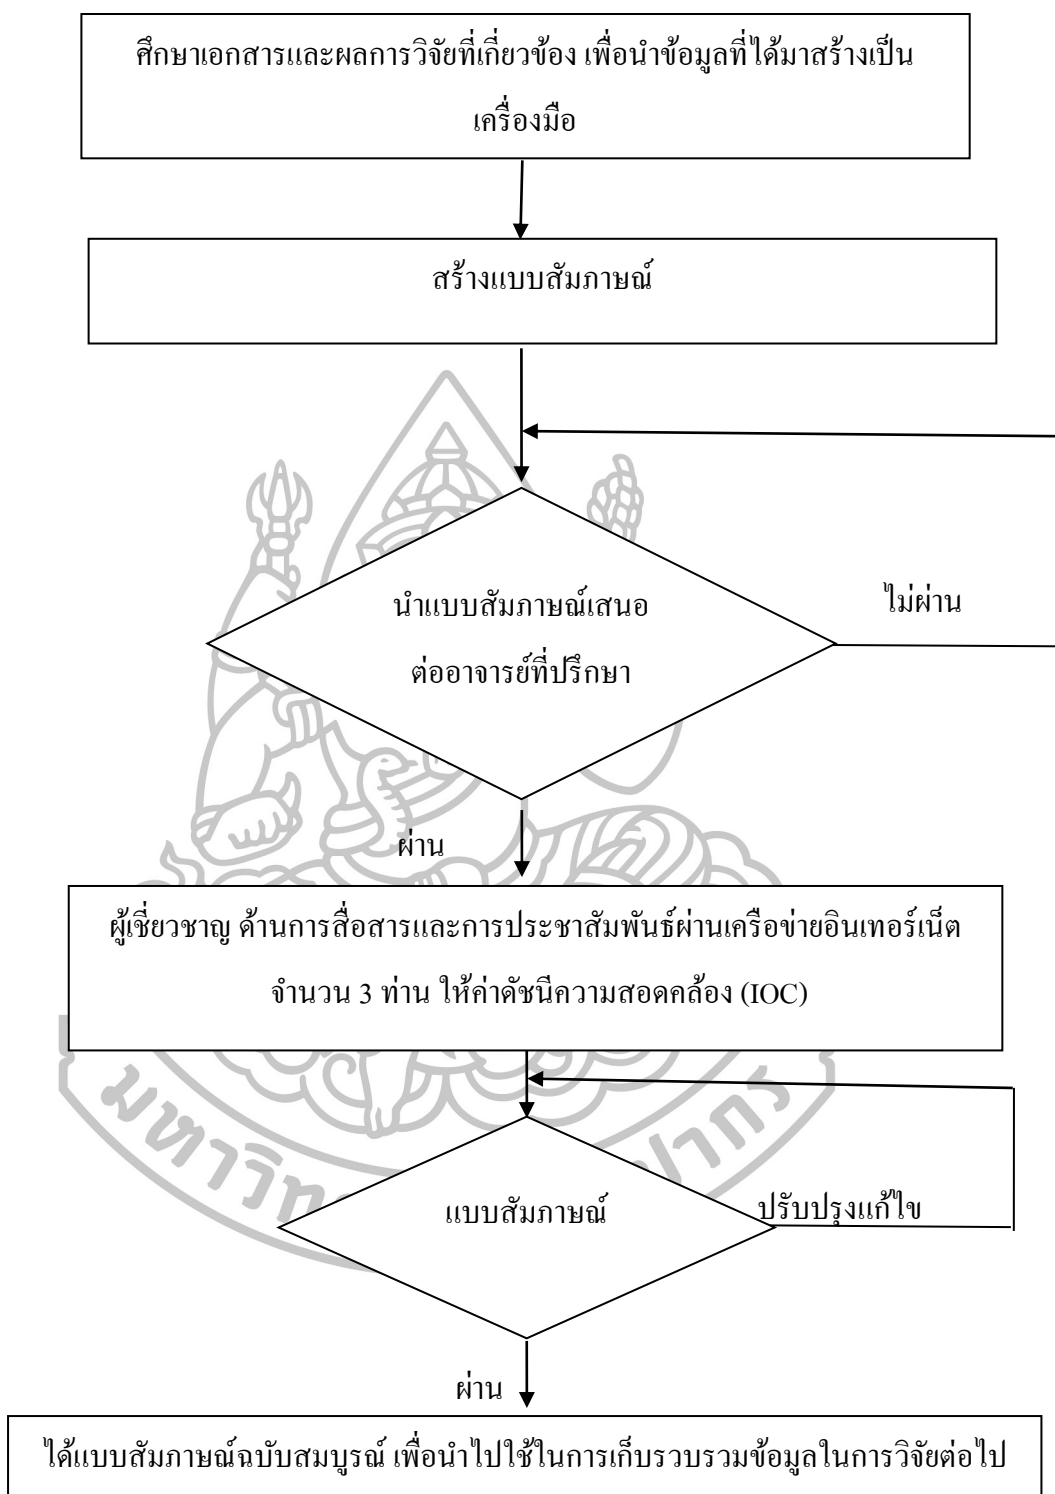 ศึกษาเอกสารและผลการวิจัยที่เกี่ยวข้อง เพื่อนำข้อมูลที่ได้มาสร้างเป็น
เครื่องมือ
สร้างแบบสัมภาษณ์
นำแบบสัมภาษณ์เสนอ
ต่ออาจารย์ที่ปรึกษา
ไม่ผ่าน
ผ่าน
ผู้เชี่ยวชาญ ด้านการสื่อสารและการประชาสัมพันธ์ผ่านเครือข่ายอินเทอร์เน็ต
จำนวน 3 ท่าน ให้ค่าดัชนีความสอดคล้อง (IOC)
แบบสัมภาษณ์
ปรับปรุงแก้ไข
ผ่าน
ได้แบบสัมภาษณ์ฉบับสมบูรณ์ เพื่อนำไปใช้ในการเก็บรวบรวมข้อมูลในการวิจัยต่อไป